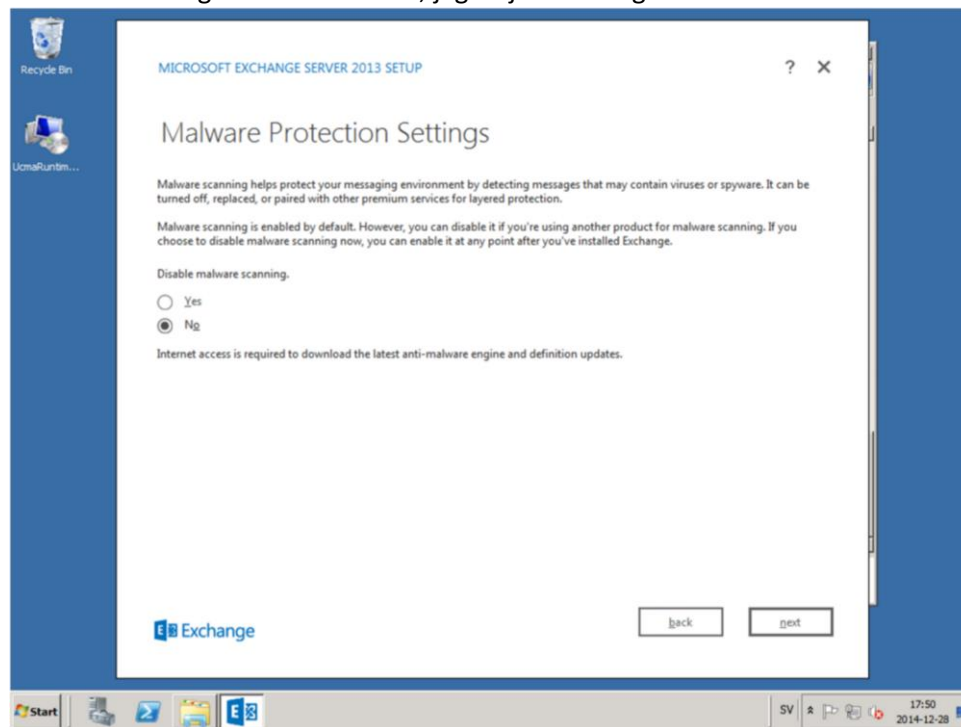 Recycle Bin
UcmaRuntim...
MICROSOFT EXCHANGE SERVER 2013 SETUP
?
Malware Protection Settings
Malware scanning helps protect your messaging environment by detecting messages that may contain viruses or spyware. It can be
turned off, replaced, or paired with other premium services for layered protection.
Malware scanning is enabled by default. However, you can disable it if you're using another product for malware scanning. If you
choose to disable malware scanning now, you can enable it at any point after you've installed Exchange.
Disable malware scanning.
Yes
No
Internet access is required to download the latest anti-malware engine and definition updates.
Exchange
back
next
Start
SV
17:50
2014-12-28